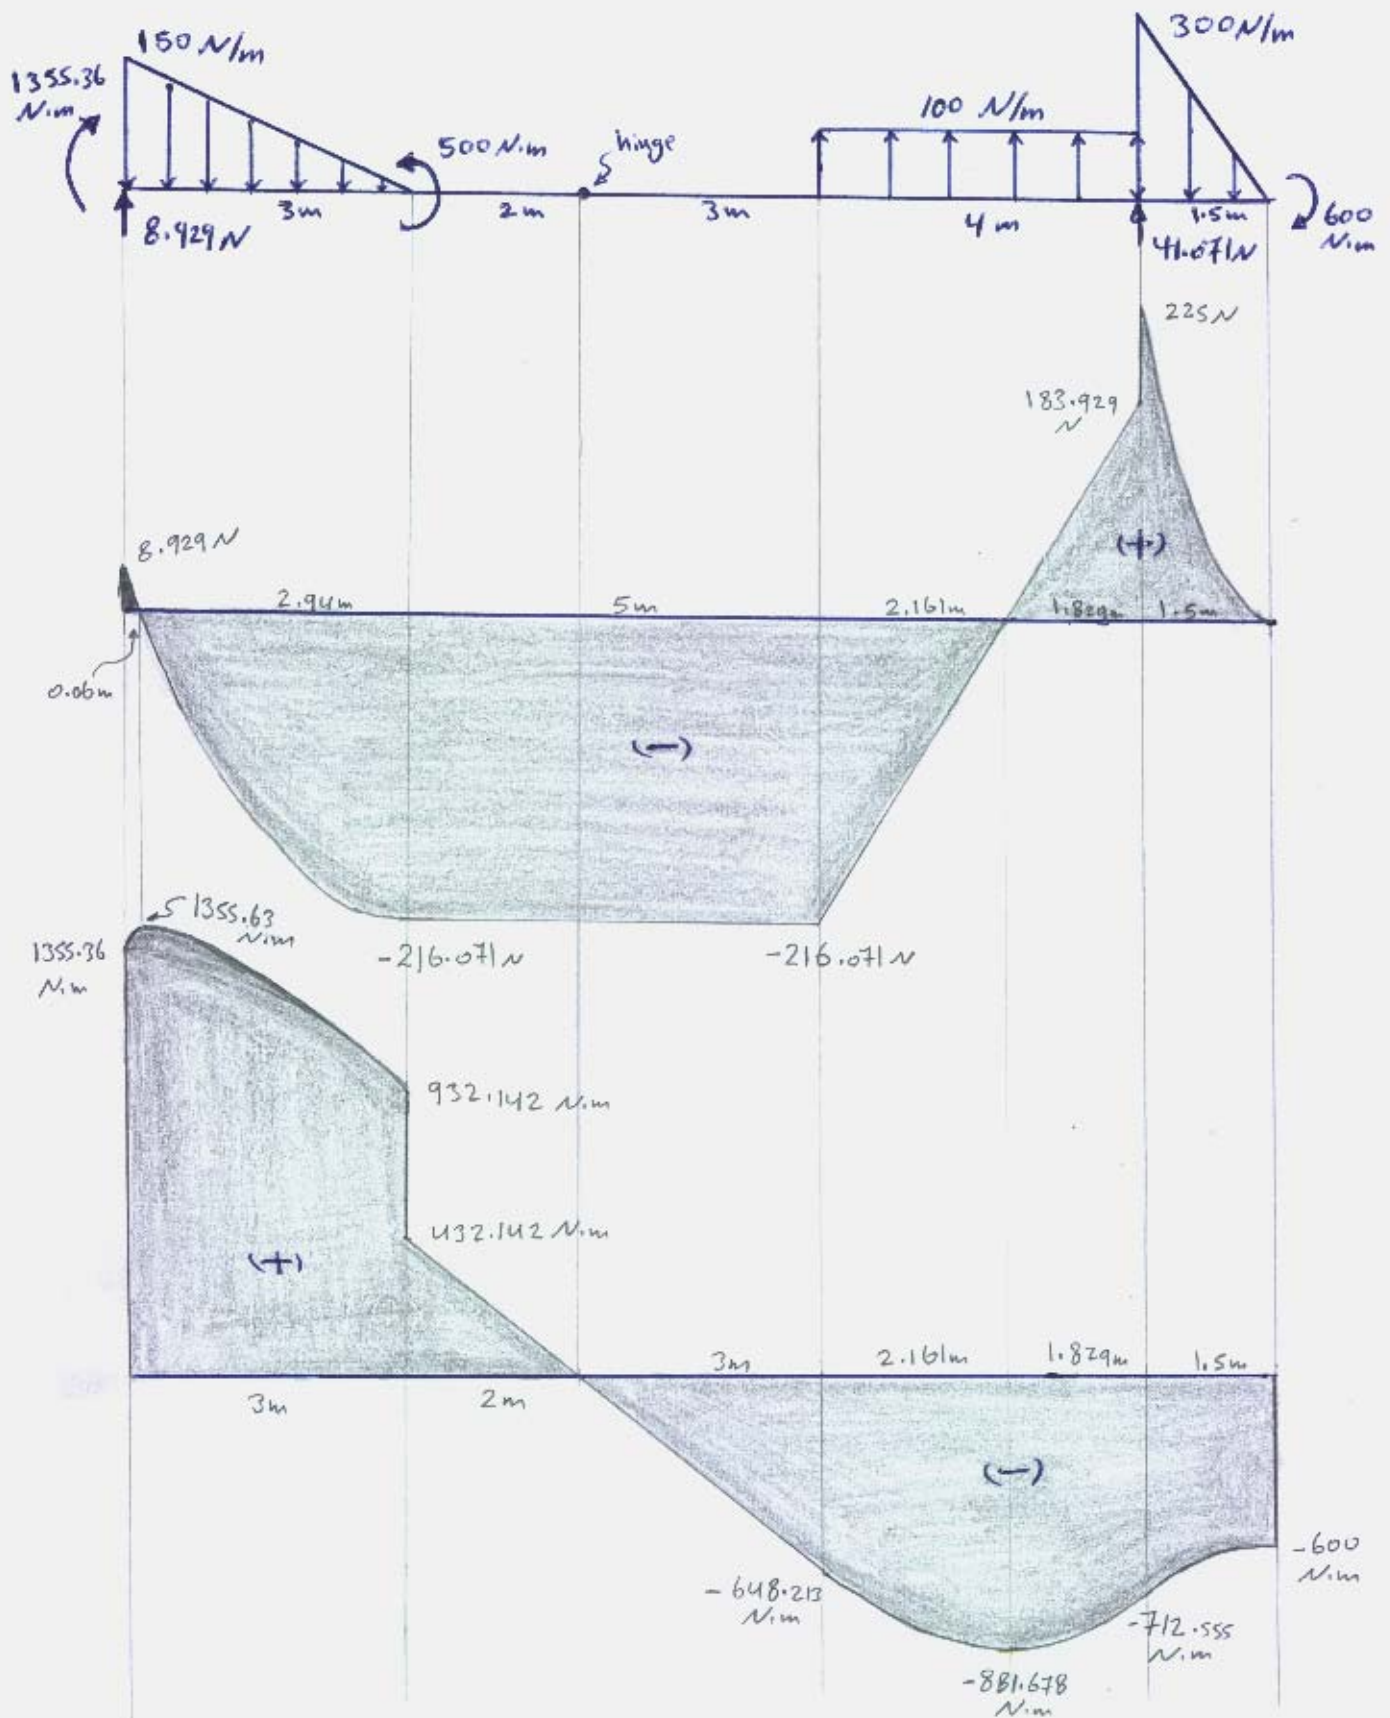 150 N/m
300 N/m
1355.36
N.m
100 N/m
500 N.m
hinge
3m
2m
3m
4 m
1.5m
600
N.m
8.929 N
41.071N
225N
183.929
N
8.929 N
(+)
2.94m
5m
2.161m
1.829m
1.5m
0.06m
(-)
1355.63
N.m
1355.36
N.m
-216.071 N
-216.071 N
932.142 N.m
432.142 N.m
(+)
3m
2.161m
1.829m
1.5m
3m
2m
(-)
-600
N.m
-648.213
N.m
-712.555
N.m
-881.678
N.m